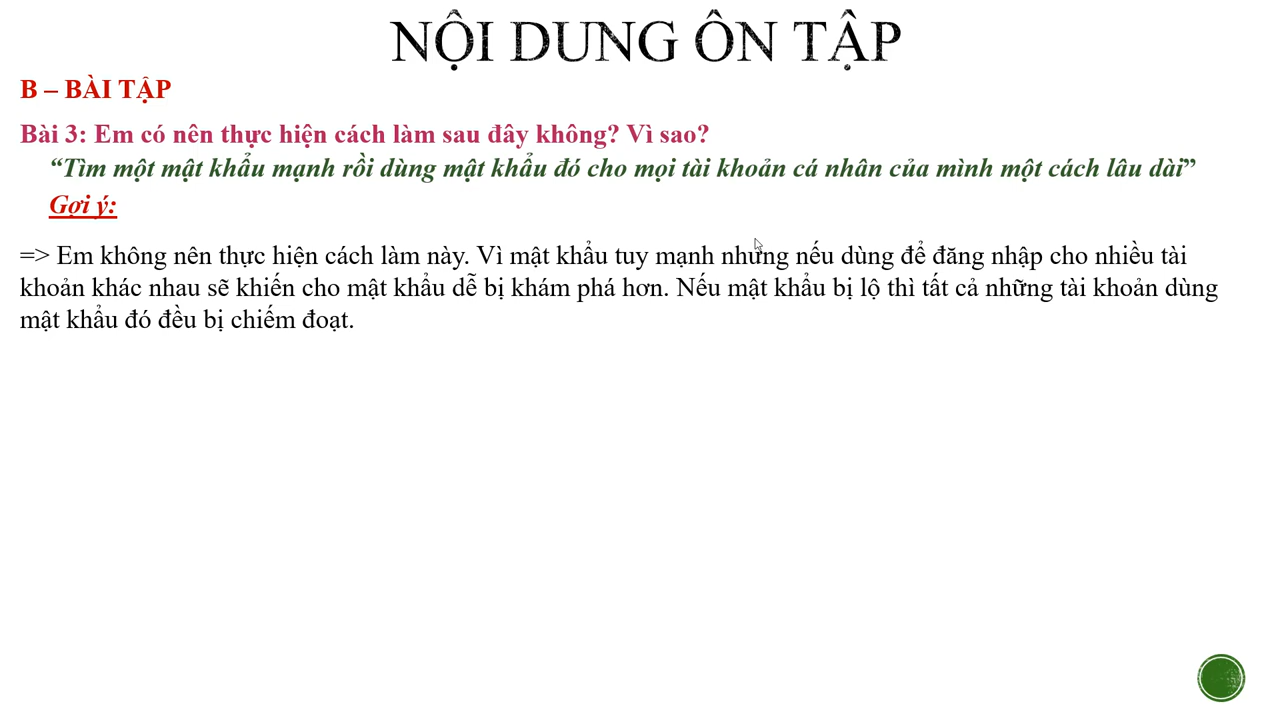 NỘI DUNG ÔN TẬP
B – BÀI TẬP
Bài 3: Em có nên thực hiện cách làm sau đây không? Vì sao?
“Tìm một mật khẩu mạnh rồi dùng mật khẩu đó cho mọi tài khoản cá nhân của mình một cách lâu dài”
Gợi ý:
=> Em không nên thực hiện cách làm này. Vì mật khẩu tuy mạnh nhưng nếu dùng để đăng nhập cho nhiều tài
khoản khác nhau sẽ khiến cho mật khẩu dễ bị khám phá hơn. Nếu mật khẩu bị lộ thì tất cả những tài khoản dùng
mật khẩu đó đều bị chiếm đoạt.